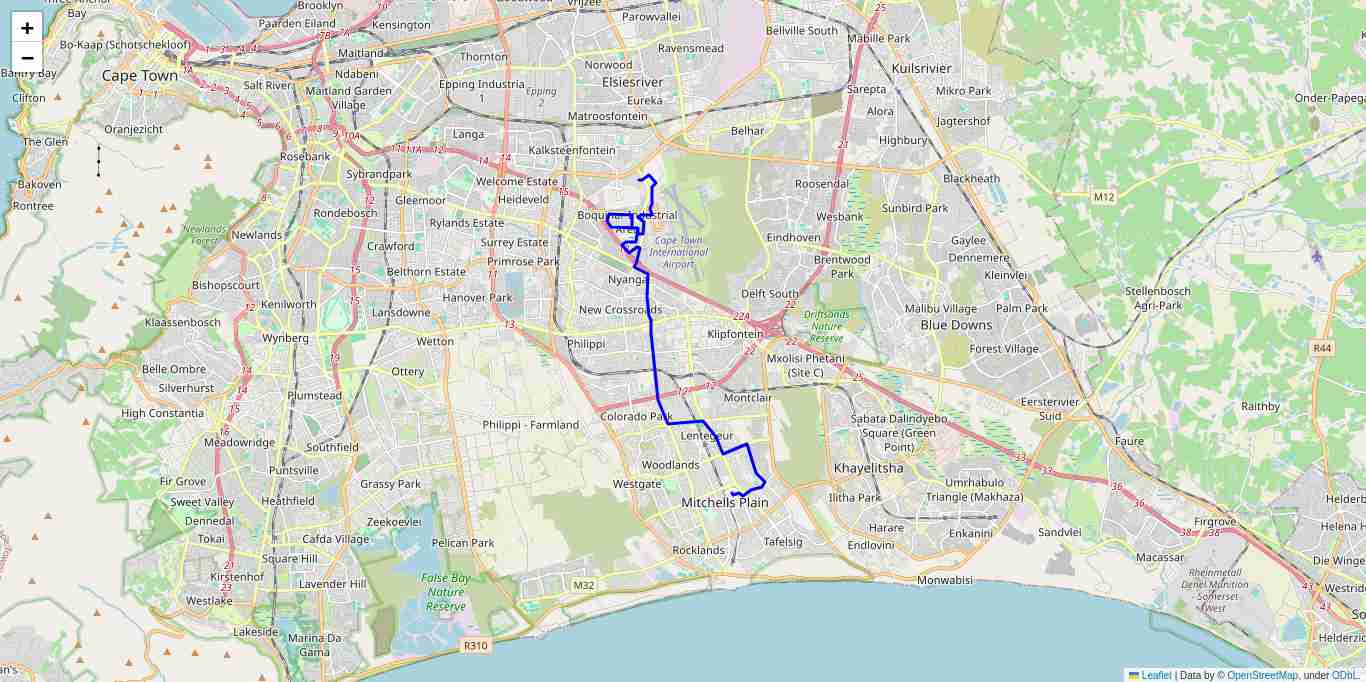 Brooklyn
Vrijzee
Three Anchor
Bay
Paarden Eiland
Kensington
Parowvallei
Bellville South
25
Mabille Park
Bo-Kaap (Schotschekloof)
Maitland
Thornton
Ravensmead
Kuilsrivier
Cape Town
Salt River
Ndabeni
Norwood
Elsiesriver
Sarepta
Mikro Park
Bantry Bay
Clifton
Maitland Garden
Village
Epping Industria
1
Epping
2
Eureka
Alora
Onder-Papega
The Glen
Oranjezicht
Langa
Matroosfontein
Belhar
Highbury
Jagtershof
Rosebank
Kalksteenfontein
Bakoven
Sybrandpark
Welcome Estate
Roosendal
Blackheath
M12
Rontree
Rondebosch
Gleemoor
Heideveld
Wesbank
Sunbird Park
Newlands
Forest
Newlands
Rylands Estate
Boquinar Industrial
Area
Crawford
Surrey Estate
Cape Town
International
Airport
Eindhoven
Gaylee
Dennemere
Bishopscourt
Belthorn Estate
Primrose Park
Brentwood
Park
Kleinvlei
Nyanga
Stellenbosch
Agri-Park
Klaassenbosch
Kenilworth
Lansdowne
Hanover Park
New Crossroads
Delft South
Malibu Village
Palm Park
Wynberg
Wetton
Philippi
22A
Klipfontein
Driftsands
Nature
Reserve
Blue Downs
Forest Village
R44
Belle Ombre
Silverhurst
Ottery
Mxolisi Phetani
(Site C)
High Constantia
Plumstead
Montclair
Eersterivier
Suid
Raithby
Meadowridge
Southfield
Philippi - Farmland
Colorado Park
Lentegeur
Sabata Dalindyebo
Square (Green
Point)
Faure
Puntsville
Woodlands
Khayelitsha
Fir Grove
Grassy Park
Westgate
Umrhabulo
Triangle (Makhaza)
Sweet Valley
Heathfield
Mitchells Plain
Ilitha Park
Helderb
Dennedal
Zeekoevlei
Firgrove
Tokai
Cafda Village
Pelican Park
Tafelsig
Harare
Enkanini
Sandvlei
Helena H
Square Hill
Rocklands
Endlovini
Macassar
Die Winge
Kirstenhof
Lavender Hill
False Bay
Nature
Reserve
M32
Monwabisi
Rheinmetall
Denel Munition
- Somerset
West
Westlake
Westrid
Lakeside
Marina Da
Gama
R310
So
Helderzic
an's
Leaflet | Data by © OpenStreetMap, under ODbL.